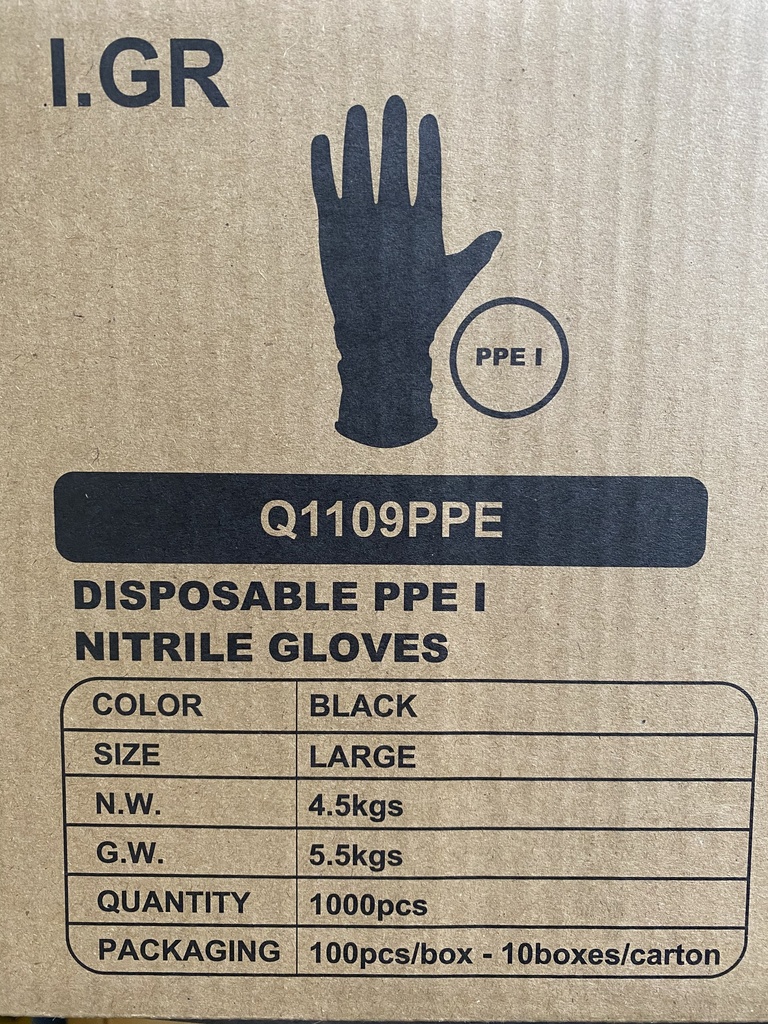 I.GR
PPE I
Q1109PPE
DISPOSABLE PPE I
NITRILE GLOVES
COLOR BLACK
SIZE LARGE
N.W. 4.5kgs
G.W. 5.5kgs
QUANTITY 1000pcs
PACKAGING 100pcs/box - 10boxes/carton